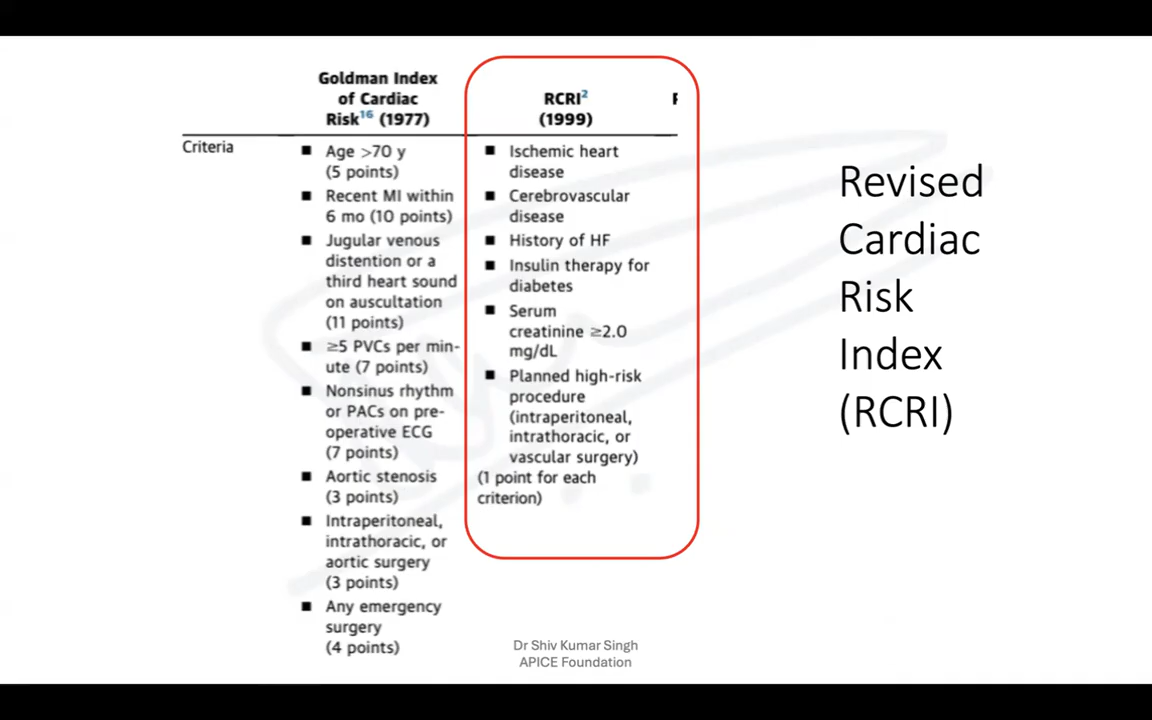 Goldman Index
of Cardiac
Risk16 (1977)
RCRI2
(1999)
Criteria
■ Age >70 y
(5 points)
■ Recent MI within
6 mo (10 points)
■ Jugular venous
distention or a
third heart sound
on auscultation
(11 points)
■ ≥5 PVCs per min-
ute (7 points)
■ Nonsinus rhythm
or PACs on pre-
operative ECG
(7 points)
■ Aortic stenosis
(3 points)
■ Intraperitoneal,
intrathoracic, or
aortic surgery
(3 points)
■ Any emergency
surgery
(4 points)
■ Ischemic heart
disease
■ Cerebrovascular
disease
■ History of HF
■ Insulin therapy for
diabetes
■ Serum
creatinine ≥2.0
mg/dL
■ Planned high-risk
procedure
(intraperitoneal,
intrathoracic, or
vascular surgery)
(1 point for each
criterion)
Revised
Cardiac
Risk
Index
(RCRI)
Dr Shiv Kumar Singh
APICE Foundation